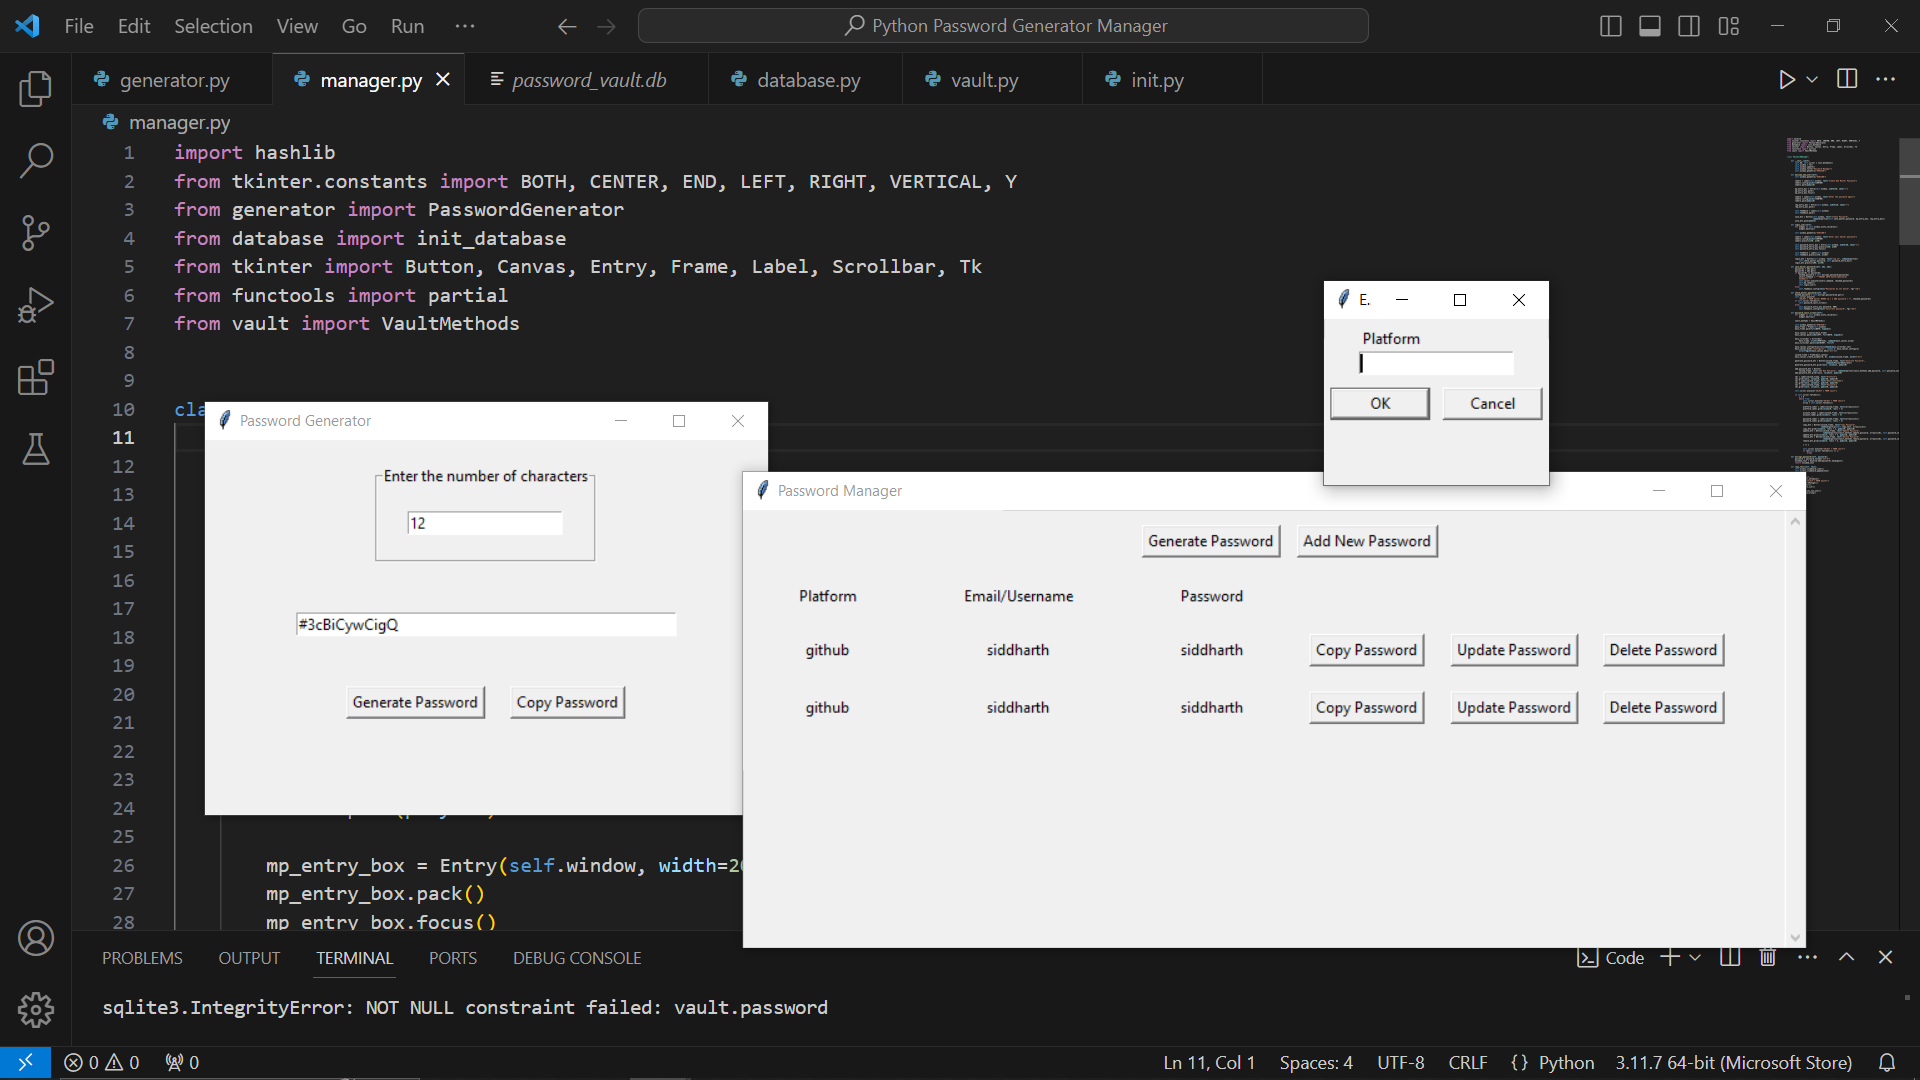 File Edit Selection View Go Run ···
Python Password Generator Manager
generator.py manager.py password_vault.db database.py vault.py init.py
manager.py
1 import hashlib
2 from tkinter.constants import BOTH, CENTER, END, LEFT, RIGHT, VERTICAL, Y
3 from generator import PasswordGenerator
4 from database import init_database
5 from tkinter import Button, Canvas, Entry, Frame, Label, Scrollbar, Tk
6 from functools import partial
7 from vault import VaultMethods
8
9
10 cla
11
12
13
14
15
16
17
18
19
20
21
22
23
24
25
26 mp_entry_box = Entry(self.window, width=20
27 mp_entry_box.pack()
28 mp_entry_box.focus()
E.
Platform
OK Cancel
Password Generator
Enter the number of characters
12
#3cBiCywCigQ
Generate Password Copy Password
Password Manager
Generate Password Add New Password
Platform Email/Username Password
github siddharth siddharth Copy Password Update Password Delete Password
github siddharth siddharth Copy Password Update Password Delete Password
PROBLEMS OUTPUT TERMINAL PORTS DEBUG CONSOLE
Code
sqlite3.IntegrityError: NOT NULL constraint failed: vault.password
0 0 0
Ln 11, Col 1 Spaces: 4 UTF-8 CRLF {} Python 3.11.7 64-bit (Microsoft Store)